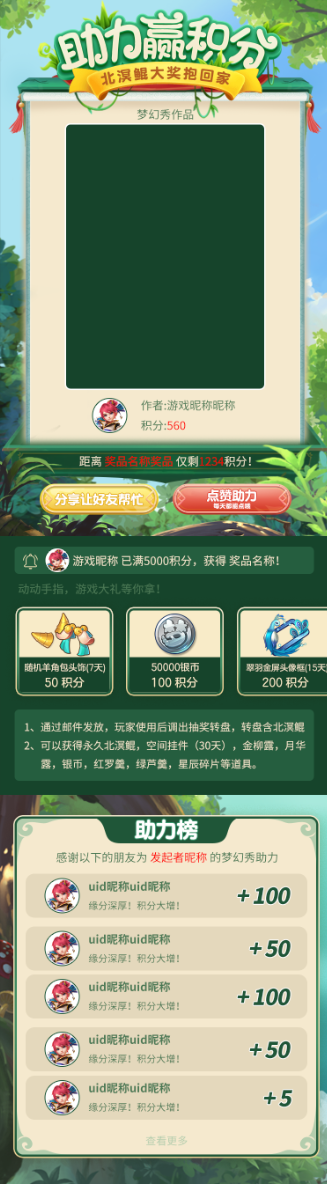 助力赢积分
北溟鲲大奖抱回家
梦幻秀作品
作者:游戏昵称昵称
积分:560
距离 奖品名称奖品 仅剩1234积分!
分享让好友帮忙
点赞助力
每天都能点哦
游戏昵称 已满5000积分，获得 奖品名称!
动动手指，游戏大礼等你拿!
随机羊角包头饰(7天)
50 积分
50000银币
100 积分
翠羽金屏头像框(15天
200 积分
1、通过邮件发放，玩家使用后调出抽奖转盘，转盘含北溟鲲
2、可以获得永久北溟鲲，空间挂件（30天），金柳露，月华
露，银币，红罗羹，绿芦羹，星辰碎片等道具。
助力榜
感谢以下的朋友为 发起者昵称 的梦幻秀助力
uid昵称uid昵称
缘分深厚！积分大增!
+100
uid昵称uid昵称
缘分深厚！积分大增!
+50
uid昵称uid昵称
缘分深厚！积分大增!
+100
uid昵称uid昵称
缘分深厚！积分大增!
+50
uid昵称uid昵称
缘分深厚！积分大增!
+5
查看更多